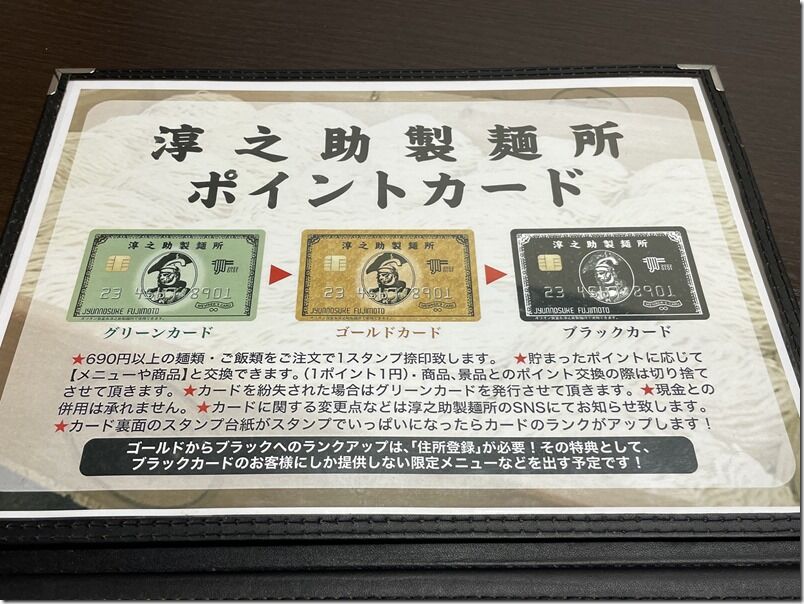 淳之助製麺所
ポイントカード
淳之助製麺所
23 4567 8901
JYUNNOSUKE FUJIMOTO
淳之助製麺所
23 4567 8901
JYUNNOSUKE FUJIMOTO
淳之助製麺所
23 4567 8901
JYUNNOSUKE FUJIMOTO
グリーンカード
ゴールドカード
ブラックカード
★690円以上の麺類・ご飯類をご注文で1スタンプ捺印致します。 ★貯まったポイントに応じて
【メニューや商品】と交換できます。(1ポイント1円)・商品、景品とのポイント交換の際は切り捨て
させて頂きます。★カードを紛失された場合はグリーンカードを発行させて頂きます。★現金との
併用は承れません。★カードに関する変更点などは淳之助製麺所のSNSにてお知らせ致します。
★カード裏面のスタンプ台紙がスタンプでいっぱいになったらカードのランクがアップします！
ゴールドからブラックへのランクアップは、「住所登録」が必要！その特典として、
ブラックカードのお客様にしか提供しない限定メニューなどを出す予定です！